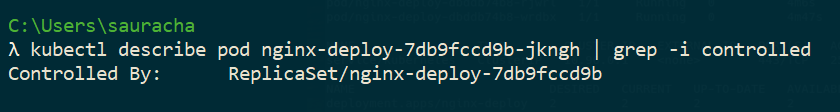 C:\Users\sauracha
λ kubectl describe pod nginx-deploy-7db9fccd9b-jkngh | grep -i controlled
Controlled By:      ReplicaSet/nginx-deploy-7db9fccd9b